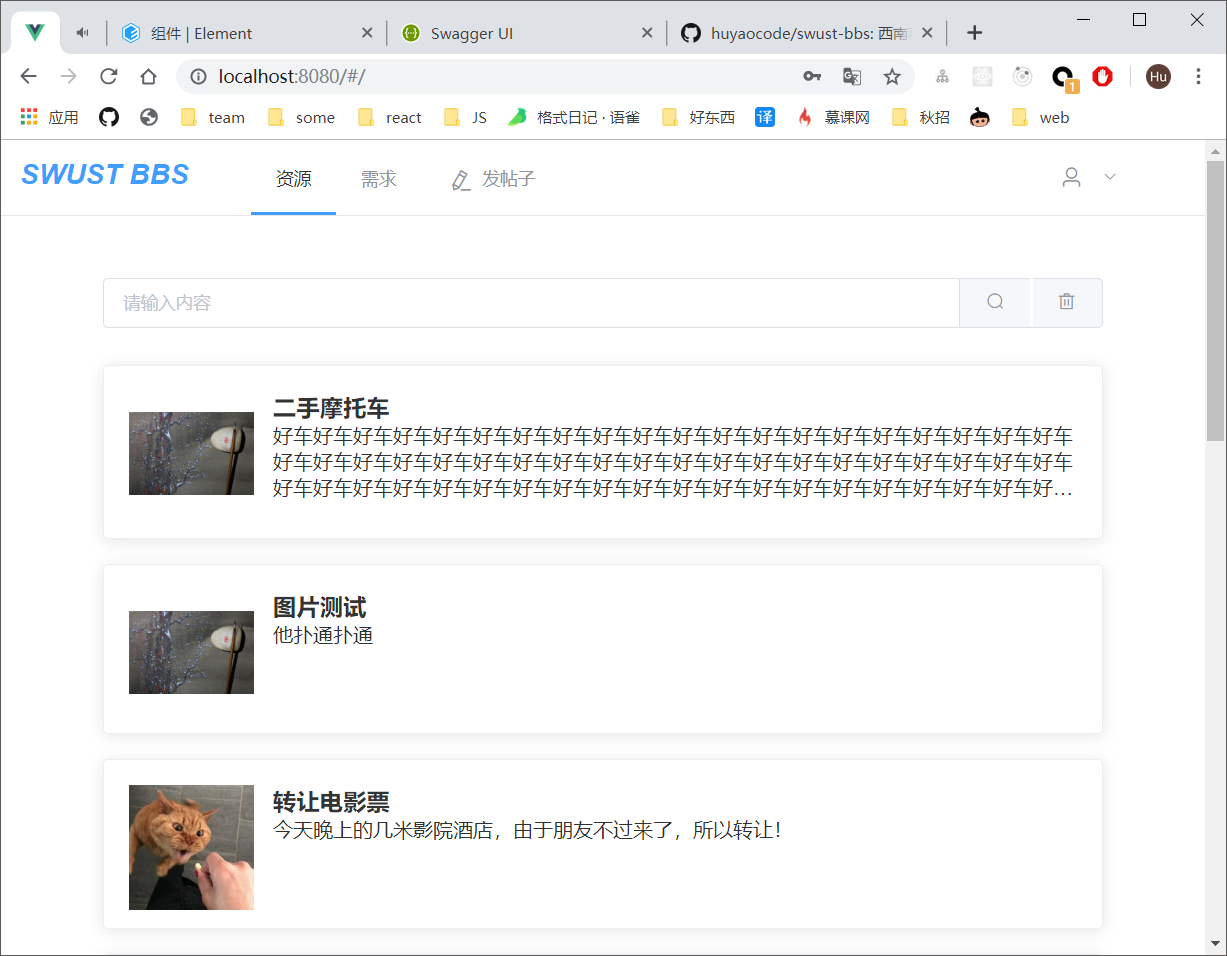 组件 | Element
Swagger UI
huyaocode/swust-bbs: 西南
localhost:8080/#/
1
Hu
应用
team
some
react
JS
格式日记 · 语雀
好东西
译
慕课网
秋招
web
SWUST BBS
资源
需求
发帖子
请输入内容
二手摩托车
好车好车好车好车好车好车好车好车好车好车好车好车好车好车好车好车好车好车好车好车
好车好车好车好车好车好车好车好车好车好车好车好车好车好车好车好车好车好车好车好车
好车好车好车好车好车好车好车好车好车好车好车好车好车好车好车好车好车好车好车好…
图片测试
他扑通扑通
转让电影票
今天晚上的几米影院酒店，由于朋友不过来了，所以转让！